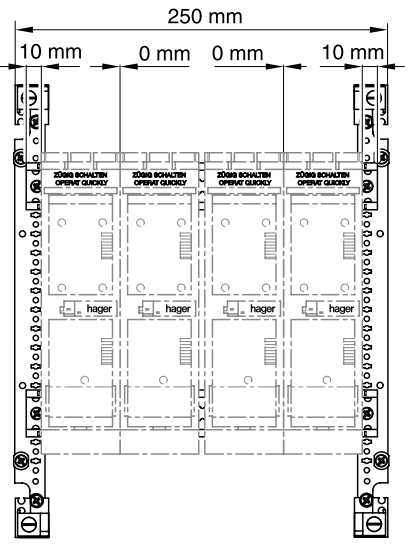 250 mm
10 mm 0 mm 0 mm 10 mm
ZÜGIG SCHALTEN ZÜGIG SCHALTEN ZÜGIG SCHALTEN ZÜGIG SCHALTEN
OPERAT QUICKLY OPERAT QUICKLY OPERAT QUICKLY OPERAT QUICKLY
hager hager hager hager